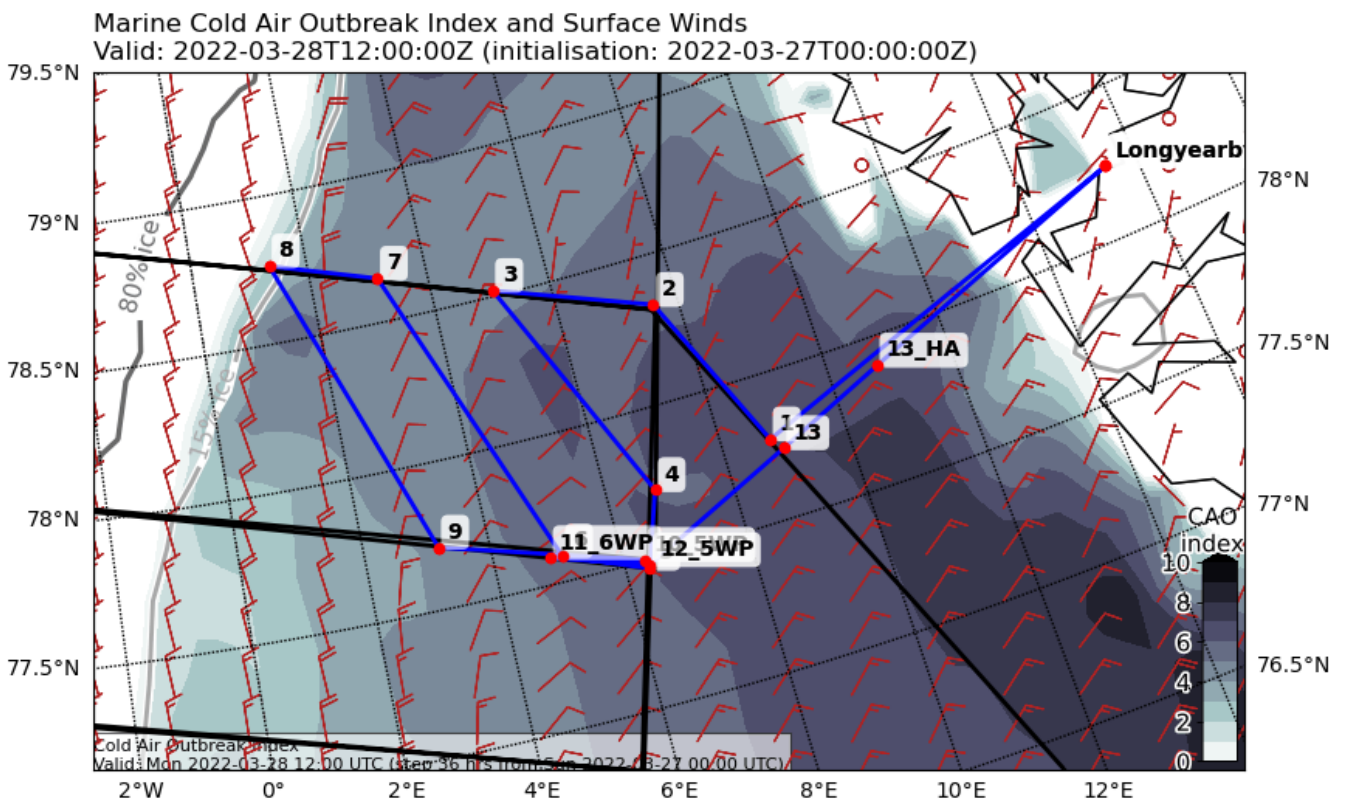 Marine Cold Air Outbreak Index and Surface Winds
Valid: 2022-03-28T12:00:00Z (initialisation: 2022-03-27T00:00:00Z)
79.5°N
79°N
78.5°N
78°N
77.5°N
78°N
77.5°N
77°N
76.5°N
Longyearb
80% ice
15% ice
8
7
3
2
13_HA
1
13
4
9
11_6WP
12_5WP
CAO
index
10
8
6
4
2
0
Cold Air Outbreak Index
Valid: Mon 2022-03-28 12:00 UTC (step 36 hrs from Sun 2022-03-27 00:00 UTC)
2°W
0°
2°E
4°E
6°E
8°E
10°E
12°E